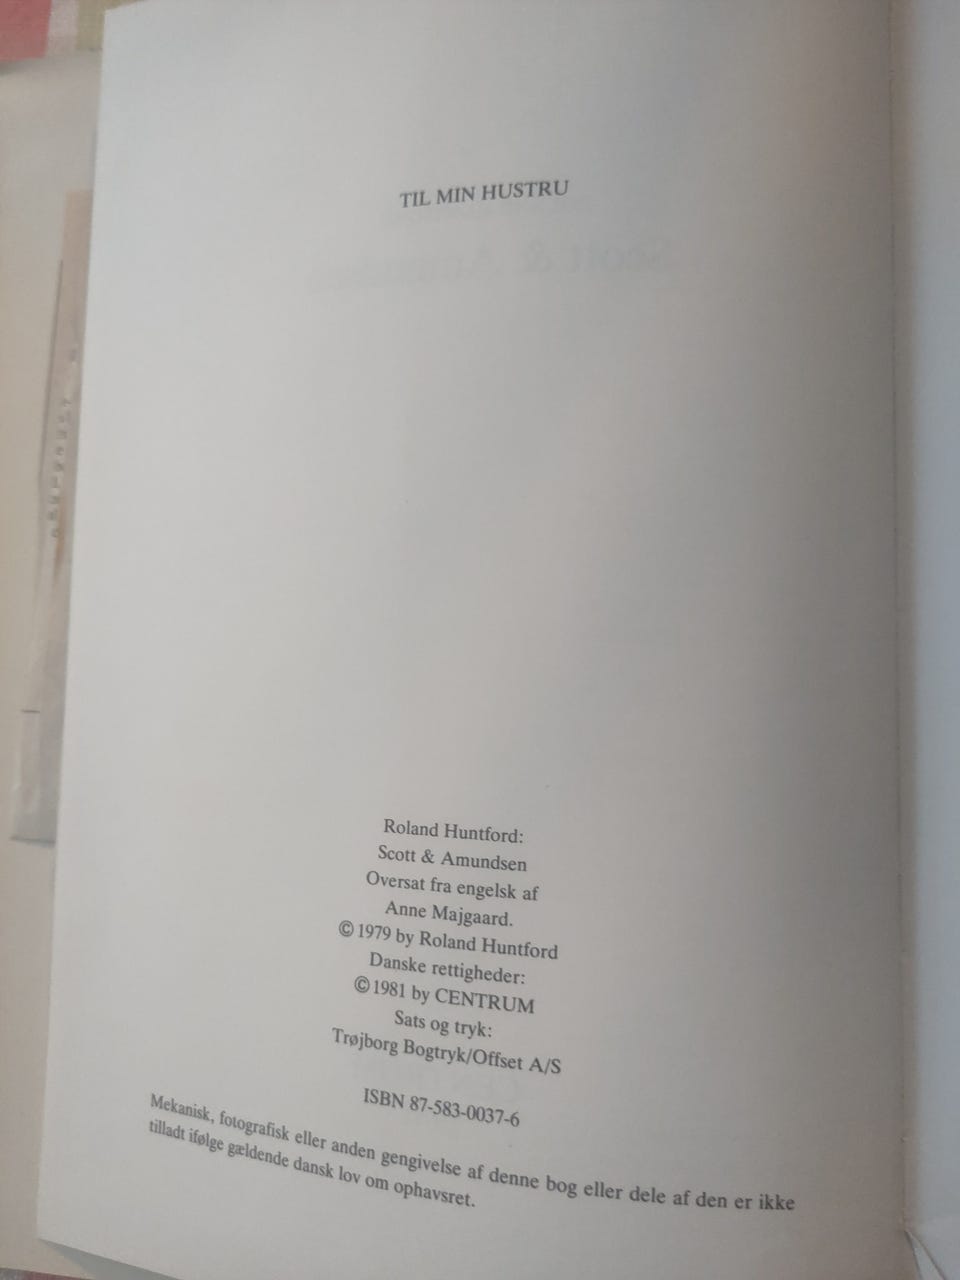 TIL MIN HUSTRU
Roland Huntford:
Scott & Amundsen
Oversat fra engelsk af
Anne Majgaard.
© 1979 by Roland Huntford
Danske rettigheder:
© 1981 by CENTRUM
Sats og tryk:
Trøjborg Bogtryk/Offset A/S
ISBN 87-583-0037-6
Mekanisk, fotografisk eller anden gengivelse af denne bog eller dele af den er ikke
tilladt ifølge gældende dansk lov om ophavsret.